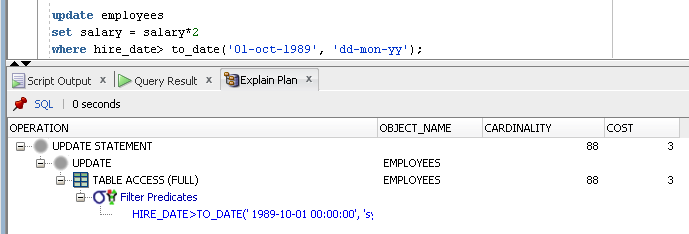 update employees
set salary = salary*2
where hire_date> to_date('01-oct-1989', 'dd-mon-yy');
Script Output x Query Result x Explain Plan x
SQL | 0 seconds
OPERATION OBJECT_NAME CARDINALITY COST
UPDATE STATEMENT 88 3
UPDATE EMPLOYEES
TABLE ACCESS (FULL) EMPLOYEES 88 3
Filter Predicates
HIRE_DATE>TO_DATE(' 1989-10-01 00:00:00', 'sy